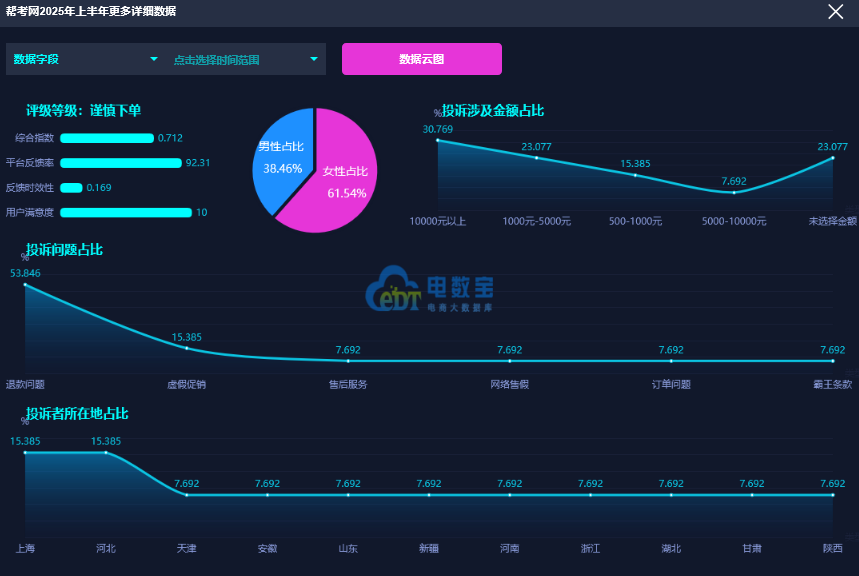 帮考网2025年上半年更多详细数据
数据字段
点击选择时间范围
数据云图
评级等级：谨慎下单
综合指数 0.712
平台反馈率 92.31
反馈时效性 0.169
用户满意度 10
男性占比
38.46%
女性占比
61.54%
投诉涉及金额占比
%
30.769 23.077 15.385 7.692 23.077
10000元以上 1000元-5000元 500-1000元 5000-10000元 未选择金额
投诉问题占比
%
53.846 15.385 7.692 7.692 7.692 7.692
退款问题 虚假促销 售后服务 网络售假 订单问题 霸王条款
电数宝
EDT
电商大数据库
投诉者所在地占比
%
15.385 15.385 7.692 7.692 7.692 7.692 7.692 7.692 7.692 7.692 7.692
上海 河北 天津 安徽 山东 新疆 河南 浙江 湖北 甘肃 陕西